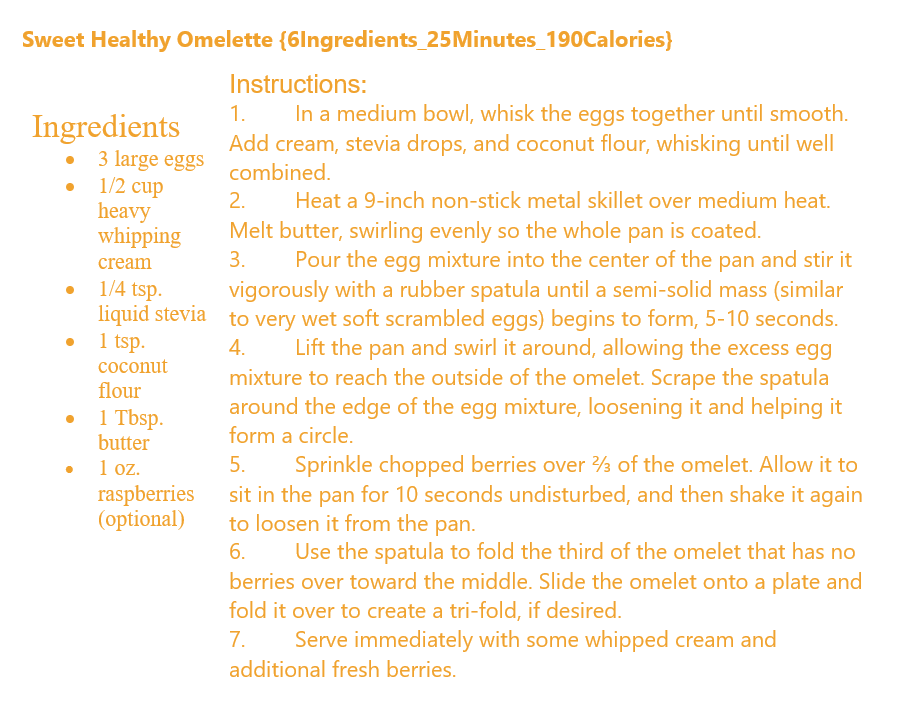 Sweet Healthy Omelette {6Ingredients_25Minutes_190Calories}
Ingredients
• 3 large eggs
• 1/2 cup
heavy
whipping
cream
• 1/4 tsp.
liquid stevia
• 1 tsp.
coconut
flour
• 1 Tbsp.
butter
• 1 oz.
raspberries
(optional)
Instructions:
1. In a medium bowl, whisk the eggs together until smooth.
Add cream, stevia drops, and coconut flour, whisking until well
combined.
2. Heat a 9-inch non-stick metal skillet over medium heat.
Melt butter, swirling evenly so the whole pan is coated.
3. Pour the egg mixture into the center of the pan and stir it
vigorously with a rubber spatula until a semi-solid mass (similar
to very wet soft scrambled eggs) begins to form, 5-10 seconds.
4. Lift the pan and swirl it around, allowing the excess egg
mixture to reach the outside of the omelet. Scrape the spatula
around the edge of the egg mixture, loosening it and helping it
form a circle.
5. Sprinkle chopped berries over ⅔ of the omelet. Allow it to
sit in the pan for 10 seconds undisturbed, and then shake it again
to loosen it from the pan.
6. Use the spatula to fold the third of the omelet that has no
berries over toward the middle. Slide the omelet onto a plate and
fold it over to create a tri-fold, if desired.
7. Serve immediately with some whipped cream and
additional fresh berries.